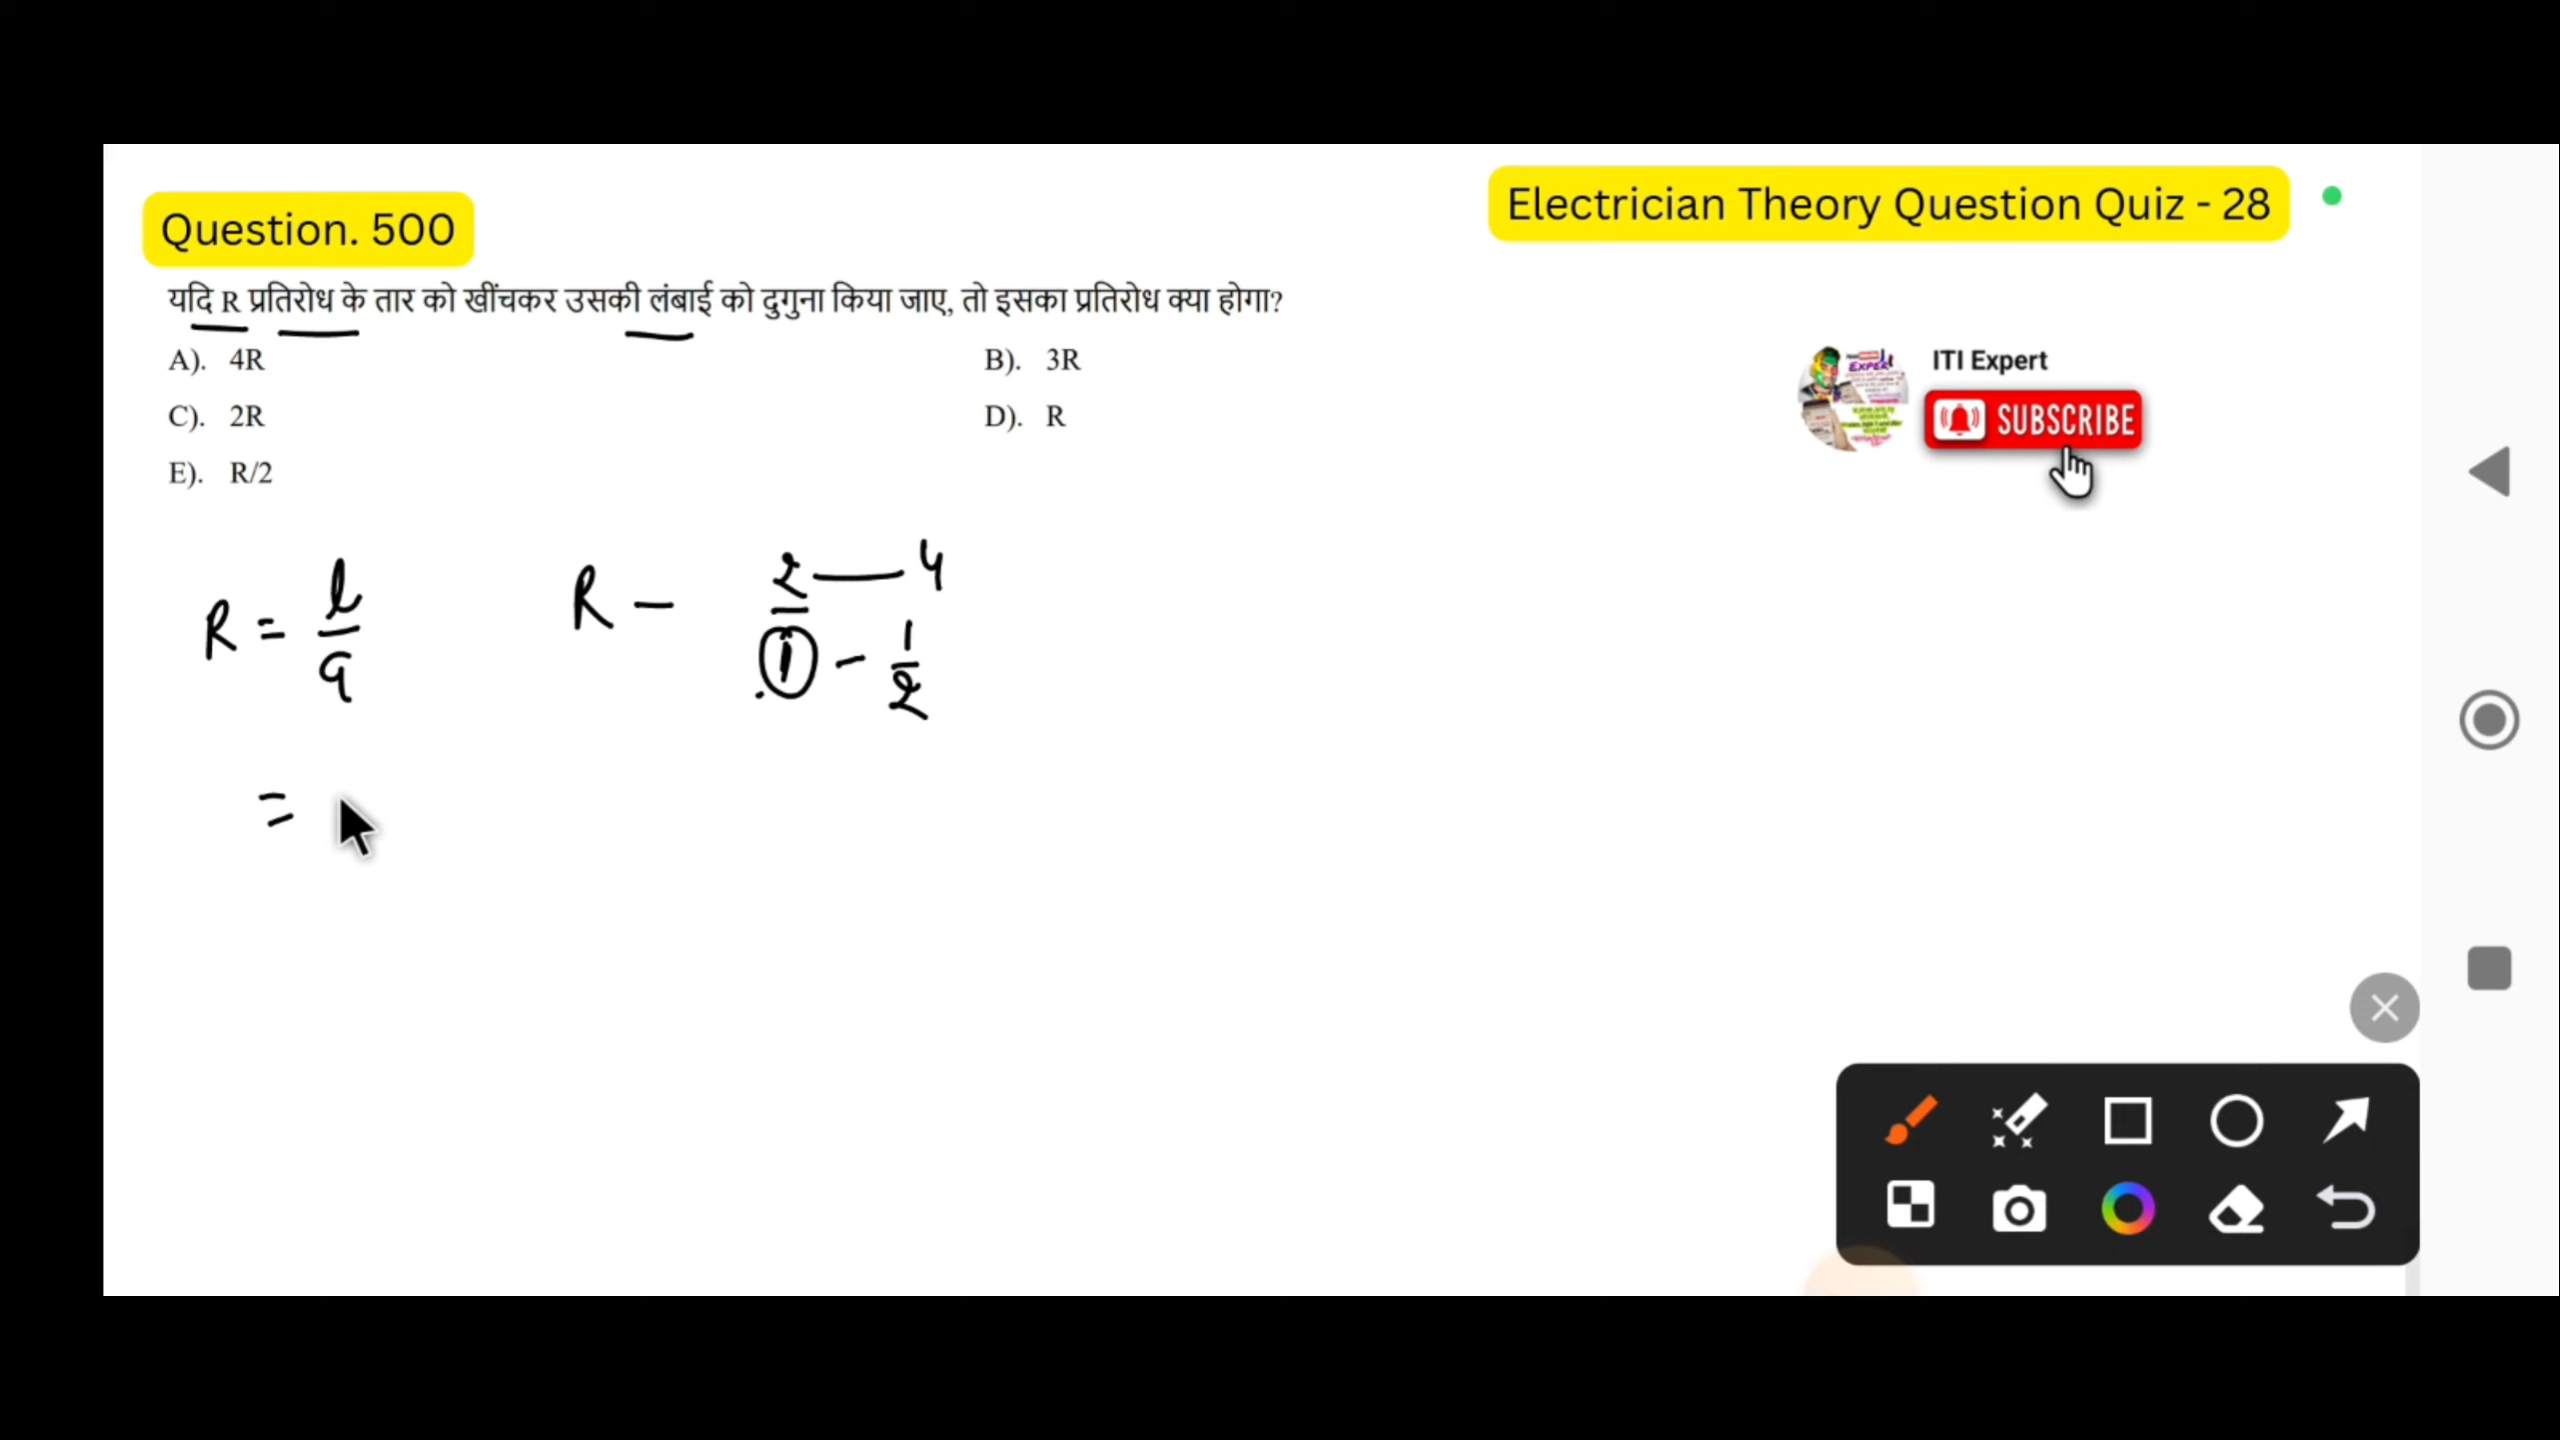 Electrician Theory Question Quiz - 28
Question. 500
यदि R प्रतिरोध के तार को खींचकर उसकी लंबाई को दुगुना किया जाए, तो इसका प्रतिरोध क्या होगा?
A). 4R
B). 3R
C). 2R
D). R
E). R/2
ITI Expert
SUBSCRIBE
EXPERT
R = l/a
R - 2 — 4
1 - 1/2
=